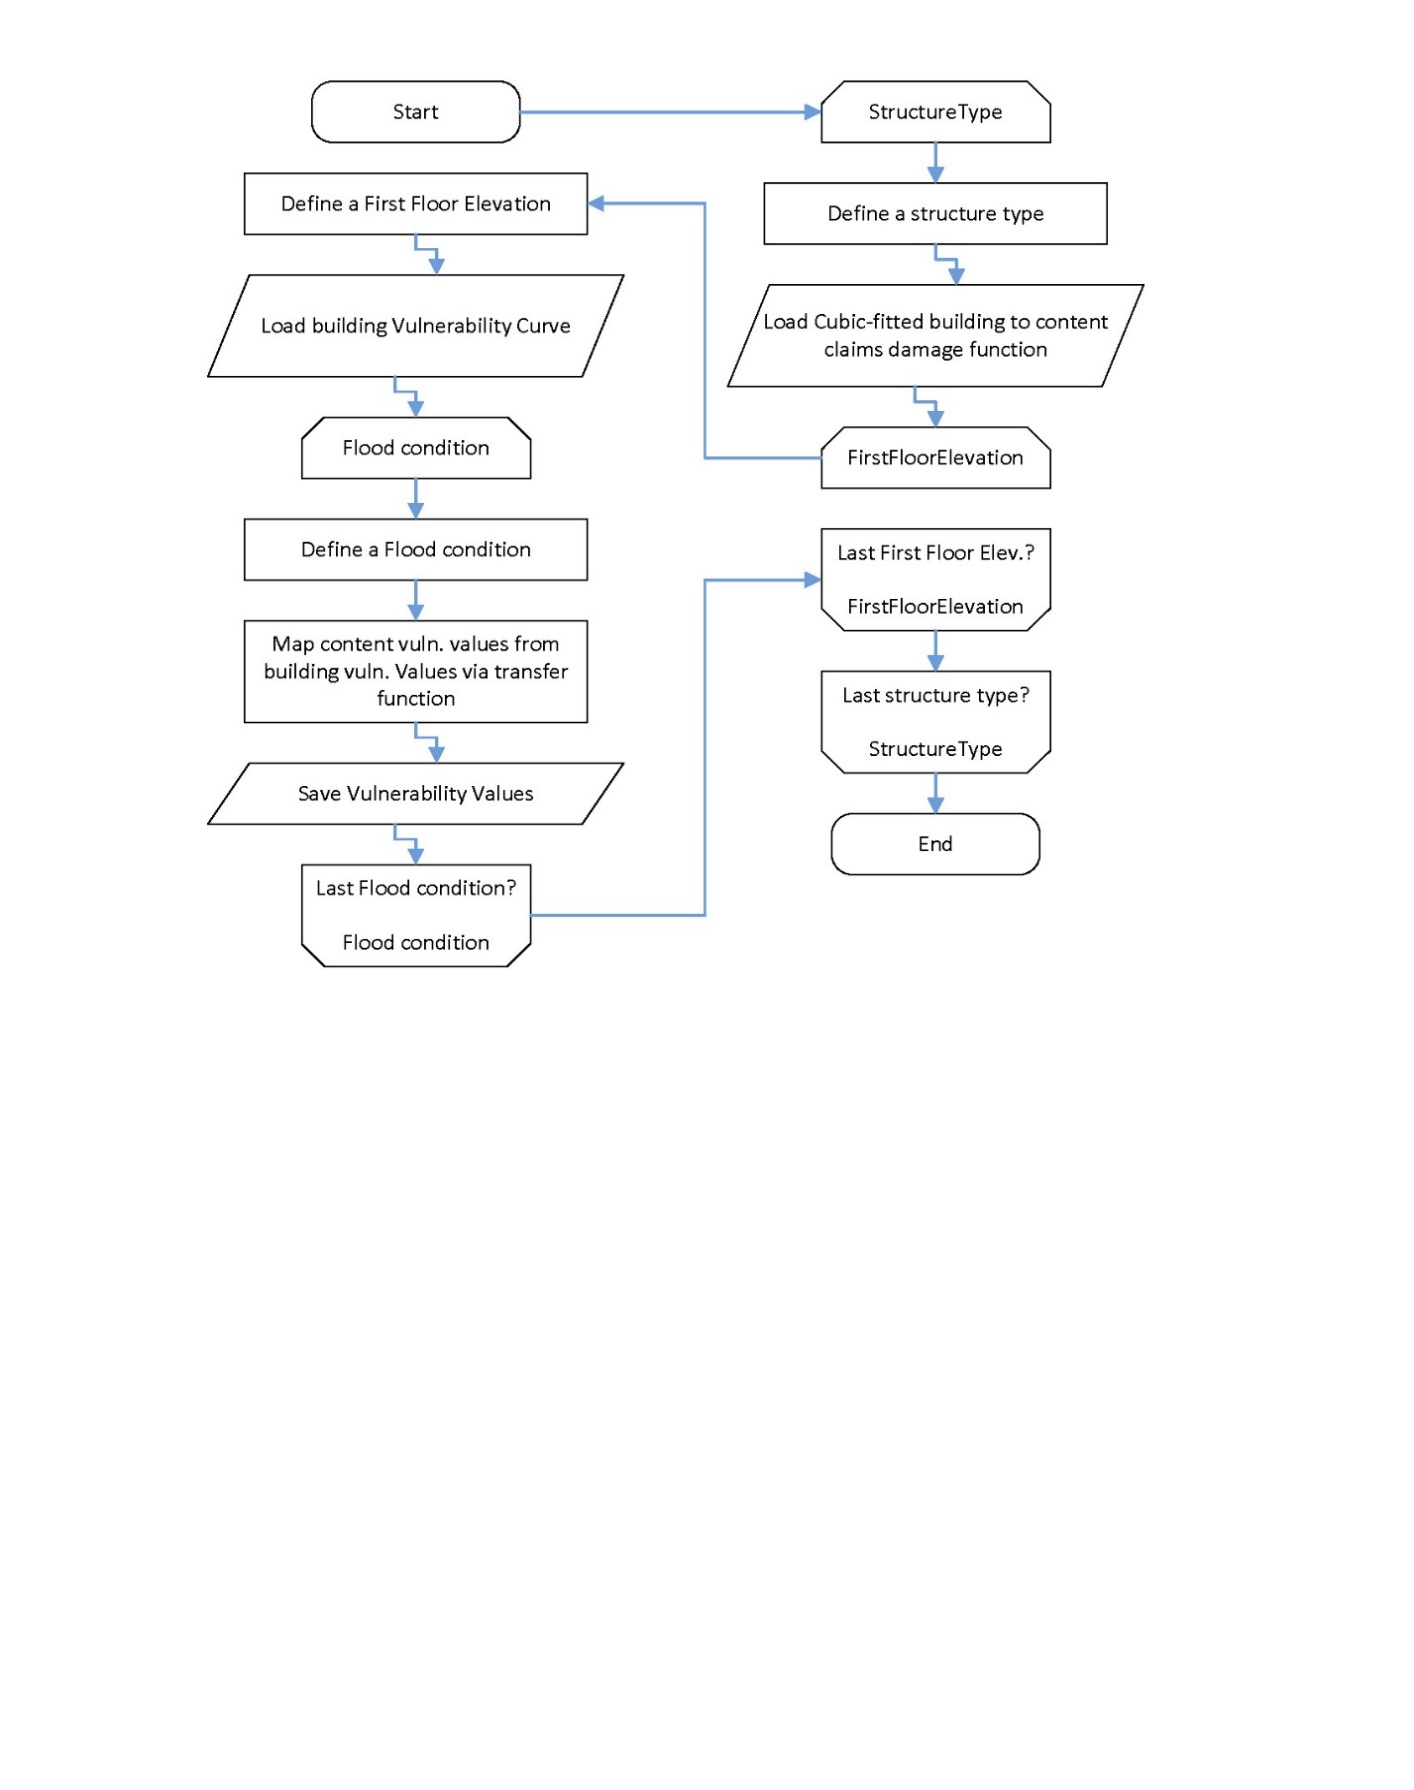 Start
StructureType
Define a structure type
Load Cubic-fitted building to content
claims damage function
FirstFloorElevation
Define a First Floor Elevation
Load building Vulnerability Curve
Flood condition
Define a Flood condition
Map content vuln. values from
building vuln. Values via transfer
function
Save Vulnerability Values
Last Flood condition?
Flood condition
Last First Floor Elev.?
FirstFloorElevation
Last structure type?
StructureType
End